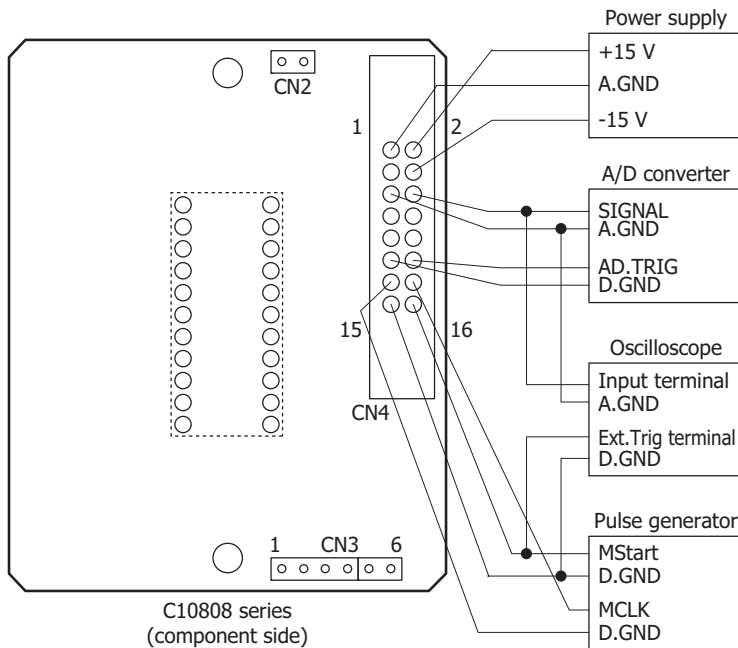 Power supply
+15 V
A.GND
-15 V
CN2
1 2
A/D converter
SIGNAL
A.GND
AD.TRIG
D.GND
15 16
CN4
Oscilloscope
Input terminal
A.GND
Ext.Trig terminal
D.GND
1 CN3 6
Pulse generator
MStart
D.GND
MCLK
D.GND
C10808 series
(component side)